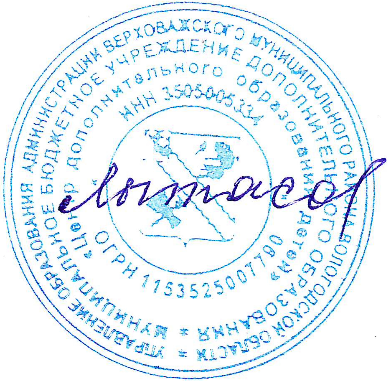 УПРАВЛЕНИЕ ОБРАЗОВАНИЯ АДМИНИСТРАЦИИ ВЕРХОВАЖСКОГО МУНИЦИПАЛЬНОГО РАЙОНА ВОЛОГОДСКОЙ ОБЛАСТИ *
МУНИЦИПАЛЬНОЕ БЮДЖЕТНОЕ УЧРЕЖДЕНИЕ ДОПОЛНИТЕЛЬНОГО ОБРАЗОВАНИЯ *
«Центр дополнительного образования детей»
ИНН 3505005334
ОГРН 1153525007790